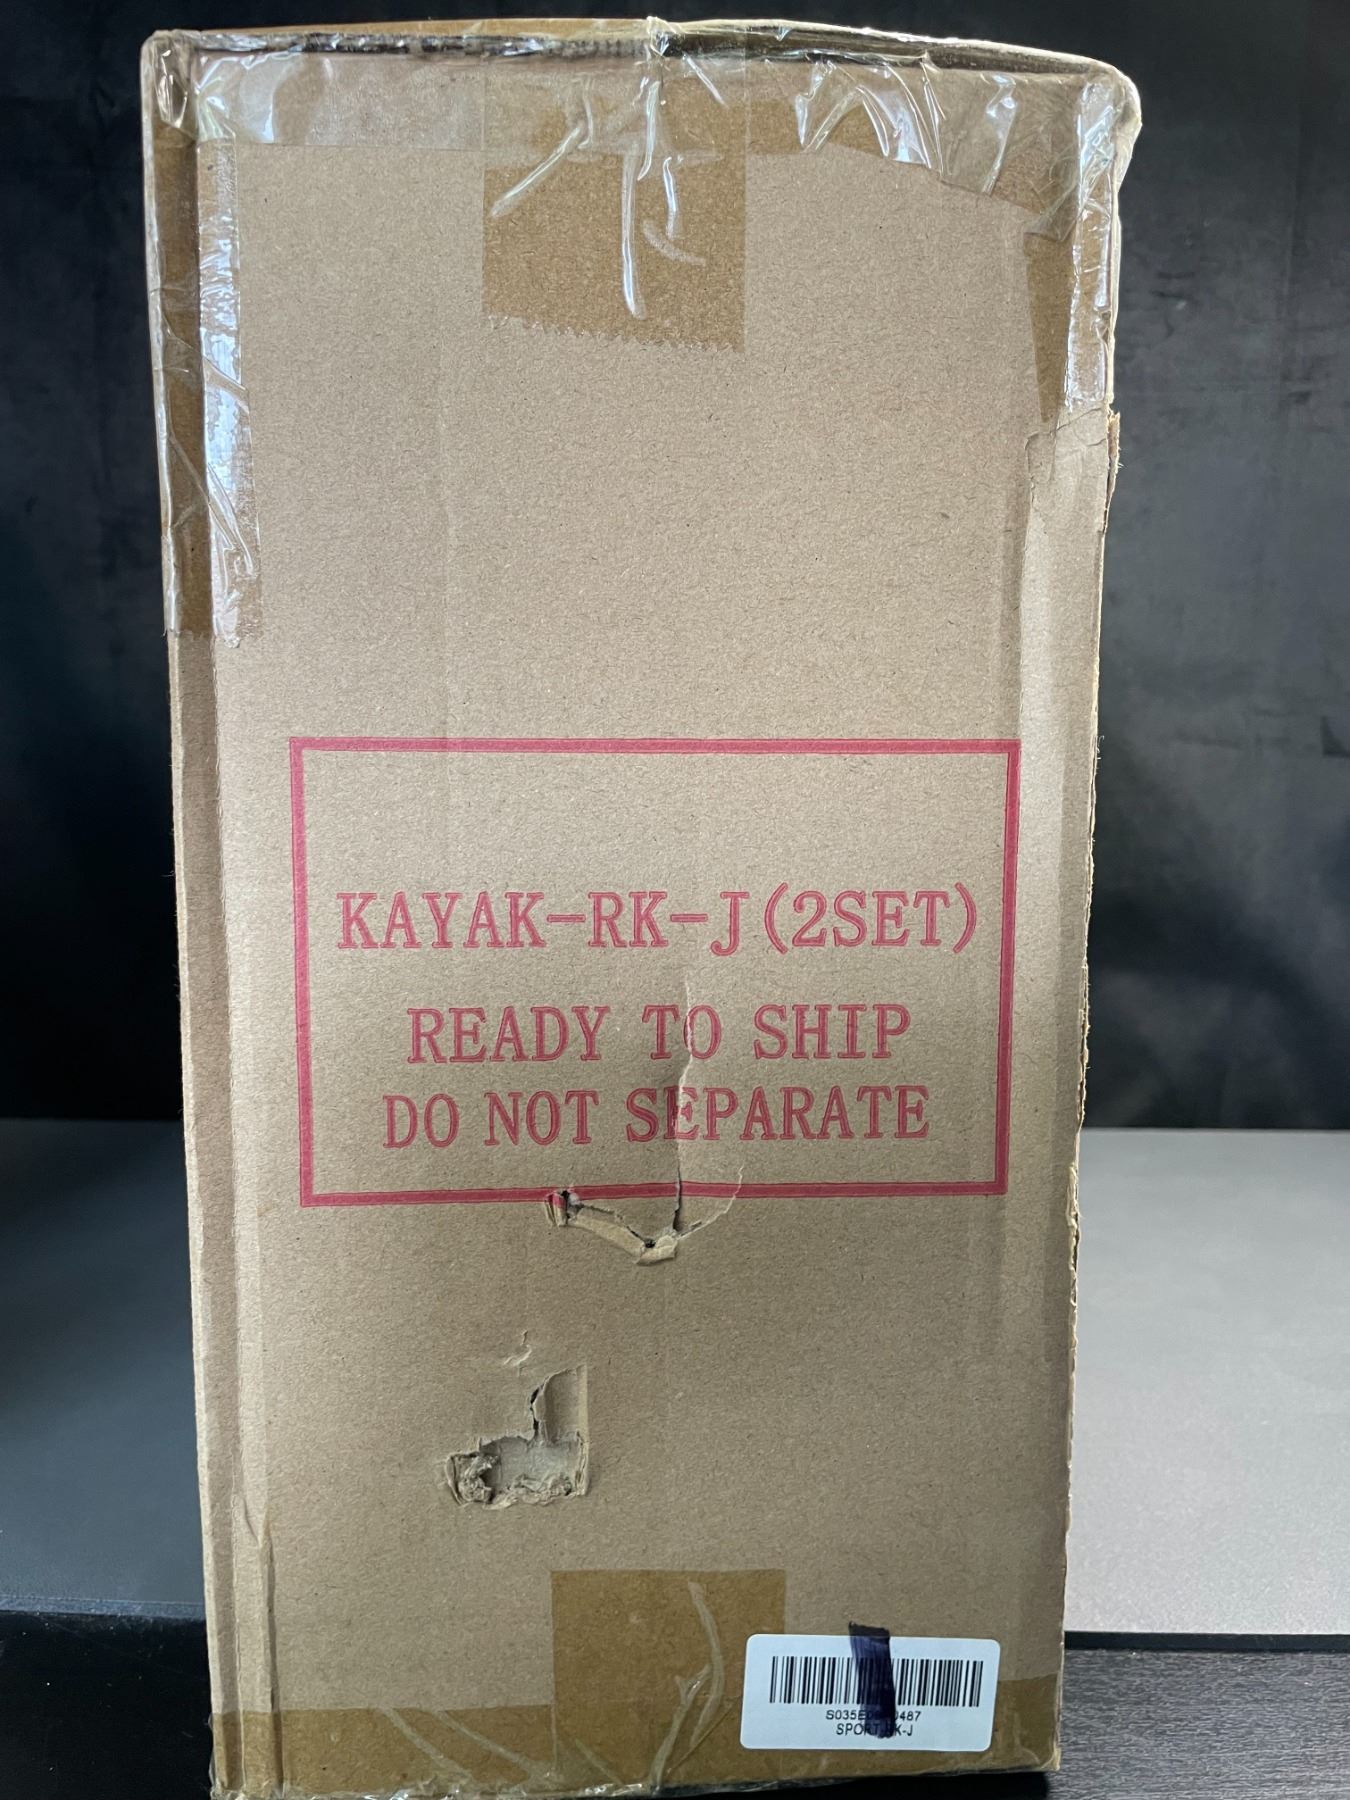 KAYAK-RK-J(2SET)
READY TO SHIP
DO NOT SEPARATE